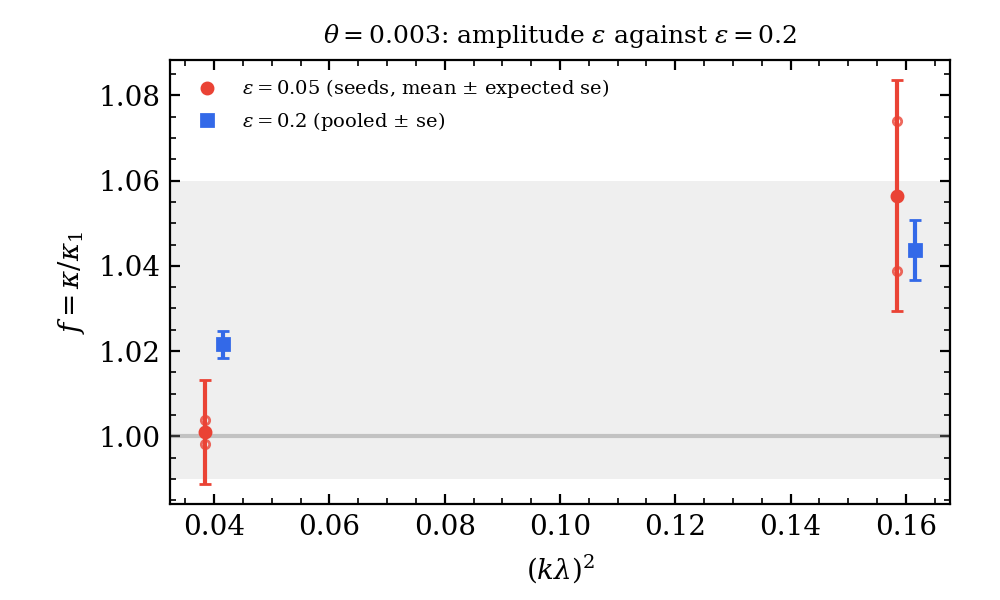 θ = 0.003: amplitude ε against ε = 0.2
ε = 0.05 (seeds, mean ± expected se)
ε = 0.2 (pooled ± se)
1.08
1.06
1.04
1.02
1.00
f = κ/κ₁
0.04 0.06 0.08 0.10 0.12 0.14 0.16
(kλ)²